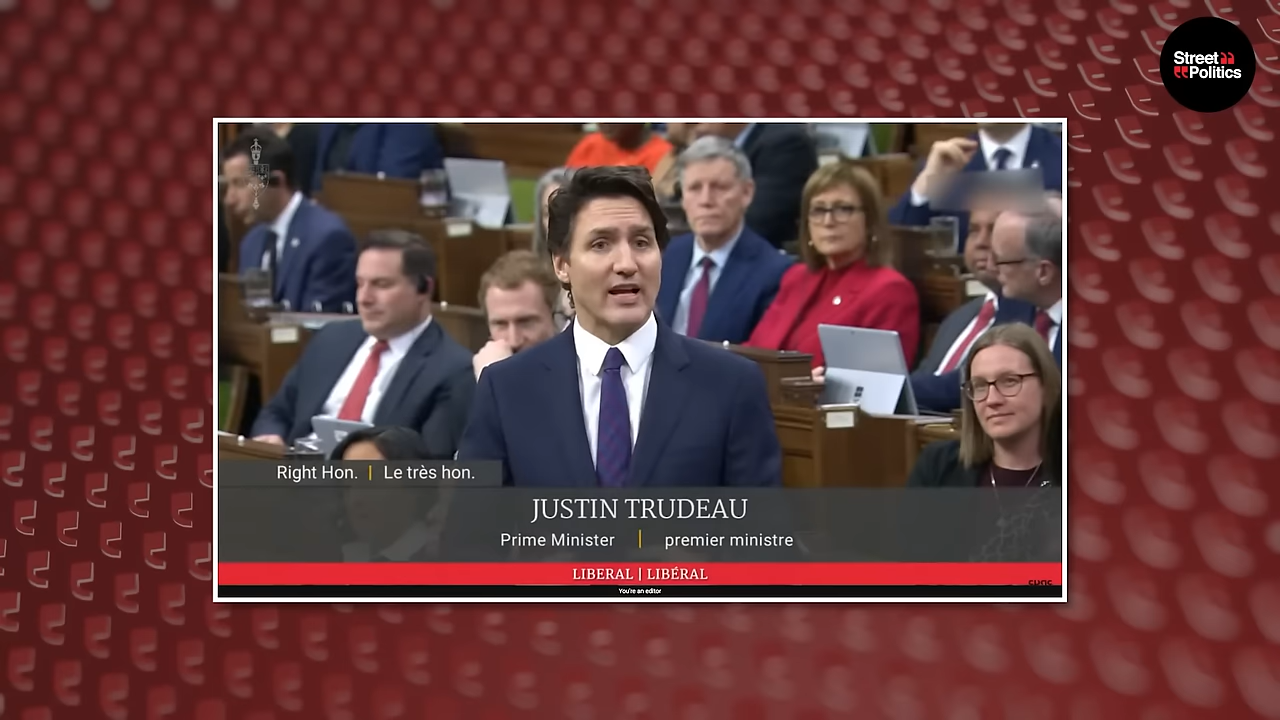 Street
Politics
Right Hon. | Le très hon.
JUSTIN TRUDEAU
Prime Minister | premier ministre
LIBERAL | LIBÉRAL
cpac
You're an editor